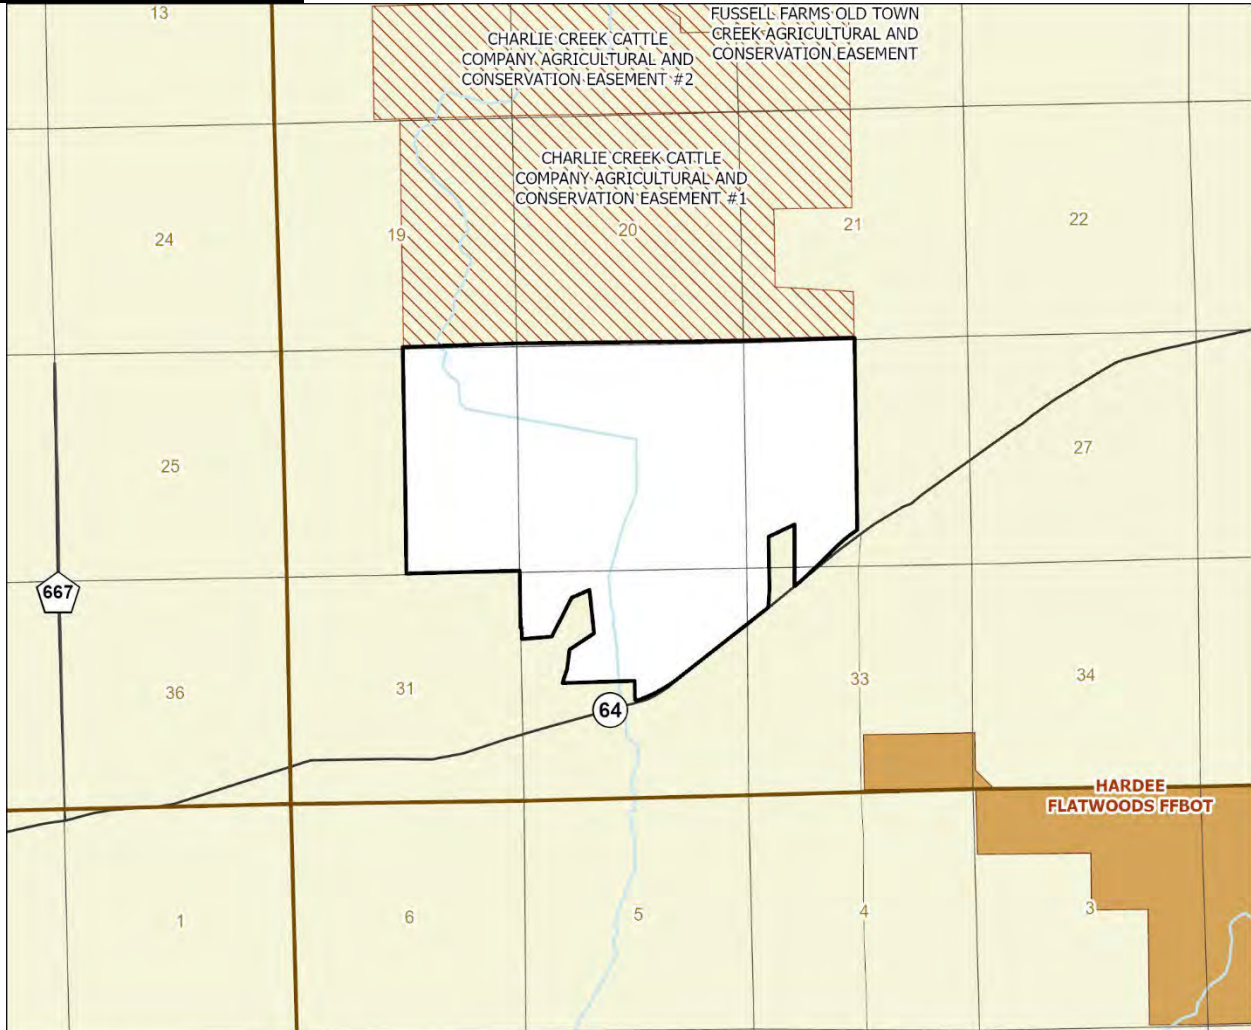 13
FUSSELL FARMS OLD TOWN
CREEK AGRICULTURAL AND
CONSERVATION EASEMENT
CHARLIE CREEK CATTLE
COMPANY AGRICULTURAL AND
CONSERVATION EASEMENT #2
CHARLIE CREEK CATTLE
COMPANY AGRICULTURAL AND
CONSERVATION EASEMENT #1
24
19
20
21
22
25
27
667
36
31
64
33
34
HARDEE
FLATWOODS FFBOT
1
6
5
4
3